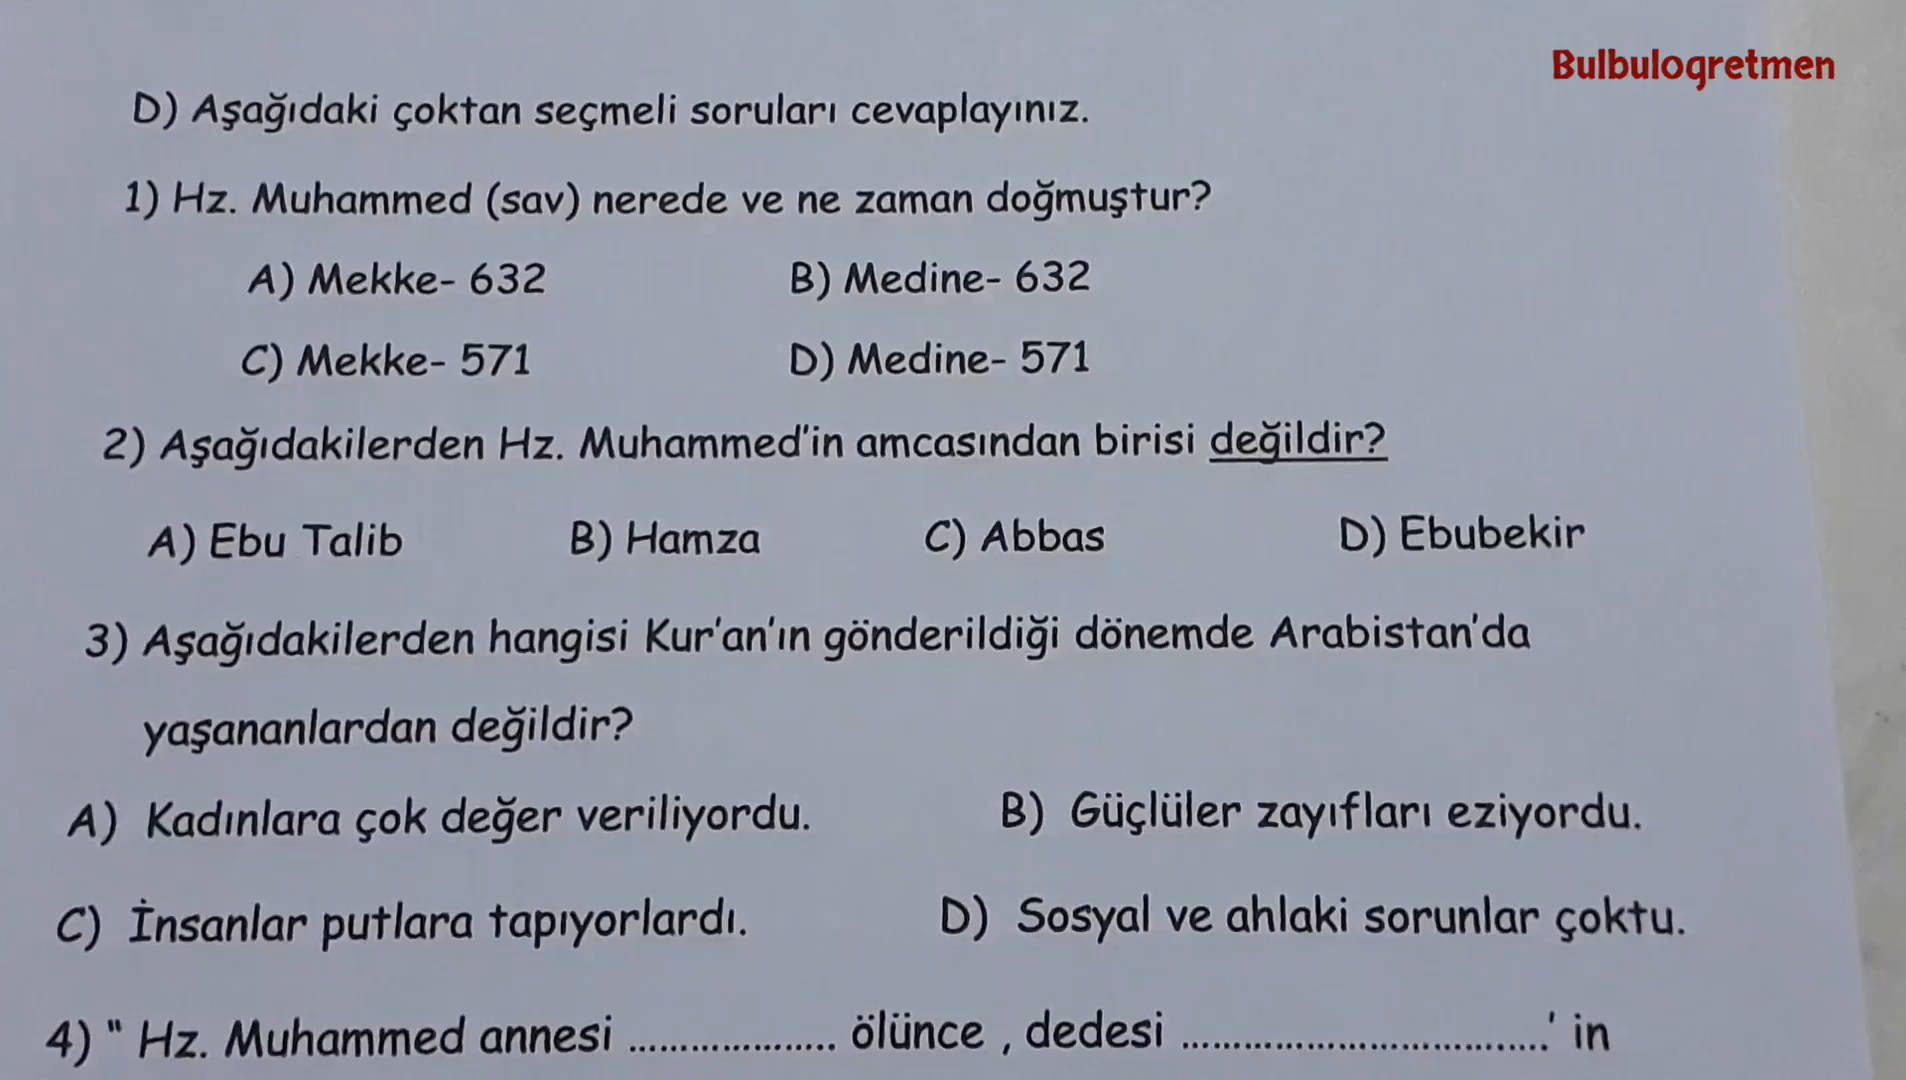 Bulbulogretmen
D) Aşağıdaki çoktan seçmeli soruları cevaplayınız.
1) Hz. Muhammed (sav) nerede ve ne zaman doğmuştur?
A) Mekke- 632 B) Medine- 632
C) Mekke- 571 D) Medine- 571
2) Aşağıdakilerden Hz. Muhammed'in amcasından birisi değildir?
A) Ebu Talib B) Hamza C) Abbas D) Ebubekir
3) Aşağıdakilerden hangisi Kur'an'ın gönderildiği dönemde Arabistan'da
yaşananlardan değildir?
A) Kadınlara çok değer veriliyordu. B) Güçlüler zayıfları eziyordu.
C) İnsanlar putlara tapıyorlardı. D) Sosyal ve ahlaki sorunlar çoktu.
4) " Hz. Muhammed annesi .................... ölünce , dedesi ....................................' in